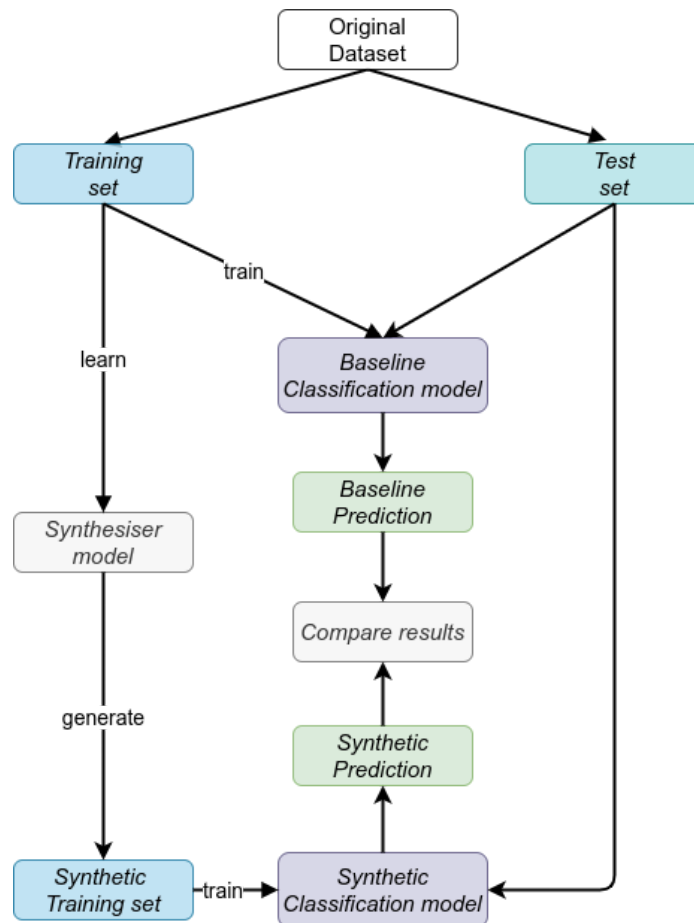 Original
Dataset
Training
set
Test
set
train
learn
Baseline
Classification model
Baseline
Prediction
Synthesiser
model
Compare results
generate
Synthetic
Prediction
Synthetic
Training set
train
Synthetic
Classification model